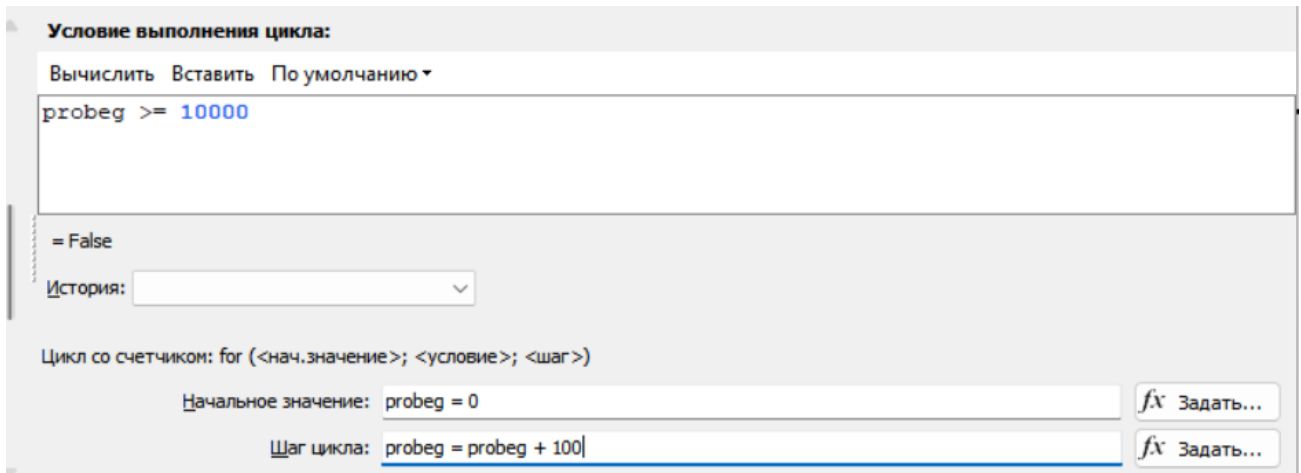 Условие выполнения цикла:
Вычислить Вставить По умолчанию
probeg >= 10000
= False
История:
Цикл со счетчиком: for (<нач.значение>; <условие>; <шаг>)
Начальное значение: probeg = 0 fx Задать...
Шаг цикла: probeg = probeg + 100 fx Задать...